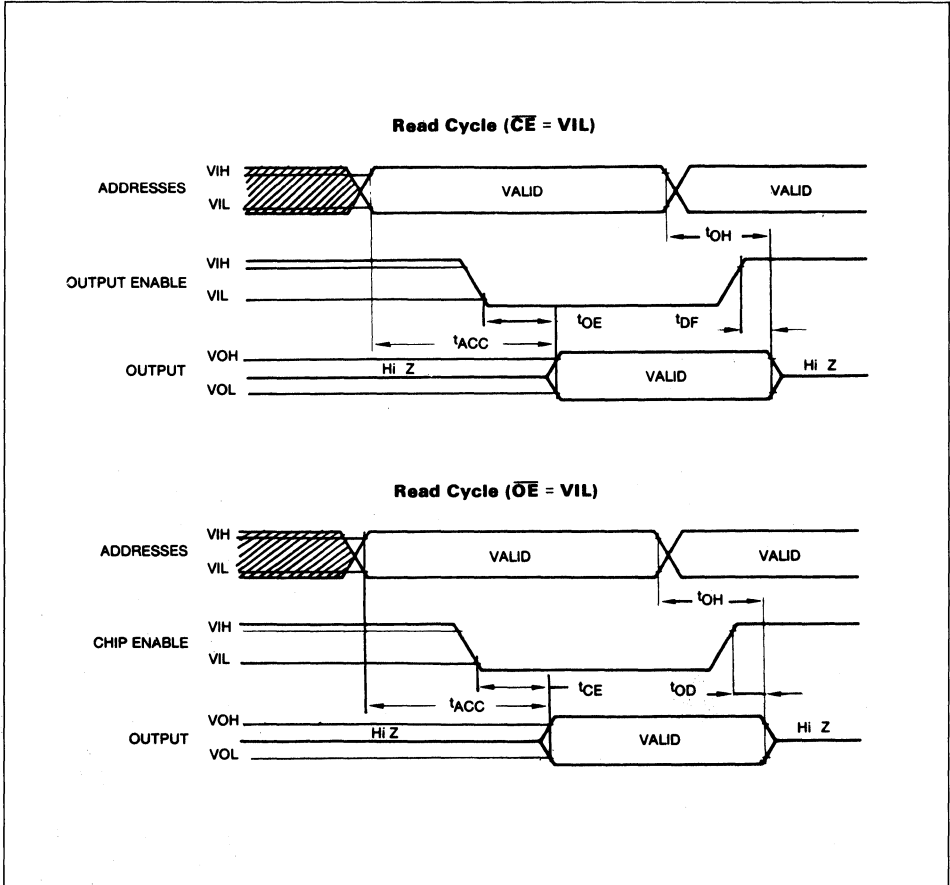 Read Cycle (C̅E̅ = VIL)
ADDRESSES
VIH
VIL
VALID
VALID
tOH
OUTPUT ENABLE
VIH
VIL
tOE
tDF
tACC
OUTPUT
VOH
Hi Z
VOL
VALID
Hi Z
Read Cycle (O̅E̅ = VIL)
ADDRESSES
VIH
VIL
VALID
VALID
tOH
CHIP ENABLE
VIH
VIL
tCE
tOD
tACC
OUTPUT
VOH
Hi Z
VOL
VALID
Hi Z